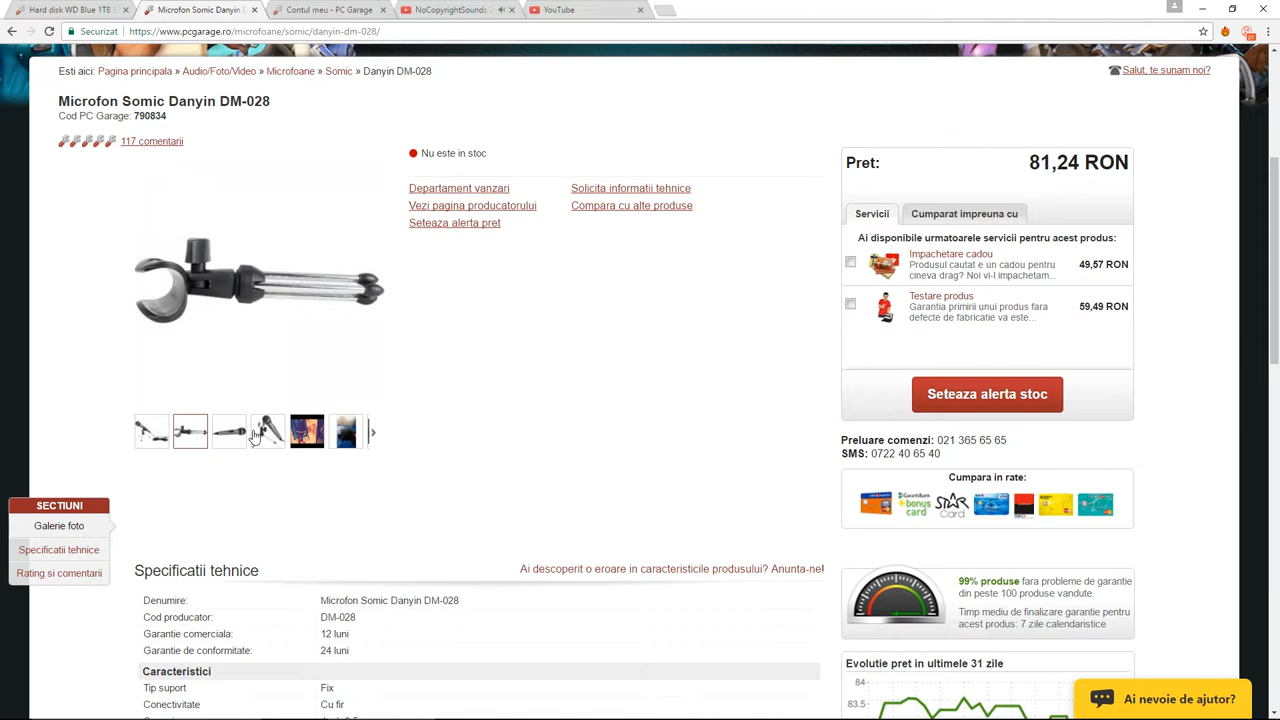 Hard disk WD Blue 1TB
Microfon Somic Danyin D
Contul meu - PC Garage
NoCopyrightSounds
YouTube
Securizat
https://www.pcgarage.ro/microfoane/somic/danyin-dm-028/
21
Esti aici: Pagina principala » Audio/Foto/Video » Microfoane » Somic » Danyin DM-028
Salut, te sunam noi?
Microfon Somic Danyin DM-028
Cod PC Garage: 790834
117 comentarii
Nu este in stoc
Departament vanzari
Solicita informatii tehnice
Vezi pagina producatorului
Compara cu alte produse
Seteaza alerta pret
Pret: 81,24 RON
Servicii
Cumparat impreuna cu
Ai disponibile urmatoarele servicii pentru acest produs:
Impachetare cadou
Produsul cautat e un cadou pentru
cineva drag? Noi vi-l impachetam...
49,57 RON
Testare produs
Garantia primirii unui produs fara
defecte de fabricatie va este...
59,49 RON
Seteaza alerta stoc
Preluare comenzi: 021 365 65 65
SMS: 0722 40 65 40
Cumpara in rate:
GarantiBank
+bonus
card
STAR
Card
SECTIUNI
Galerie foto
Specificatii tehnice
Rating si comentarii
Specificatii tehnice
Ai descoperit o eroare in caracteristicile produsului? Anunta-ne!
Denumire: Microfon Somic Danyin DM-028
Cod producator: DM-028
Garantie comerciala: 12 luni
Garantie de conformitate: 24 luni
Caracteristici
Tip suport Fix
Conectivitate Cu fir
99% produse fara probleme de garantie
din peste 100 produse vandute.
Timp mediu de finalizare garantie pentru
acest produs: 7 zile calendaristice
Evolutie pret in ultimele 31 zile
84
83.5
Ai nevoie de ajutor?